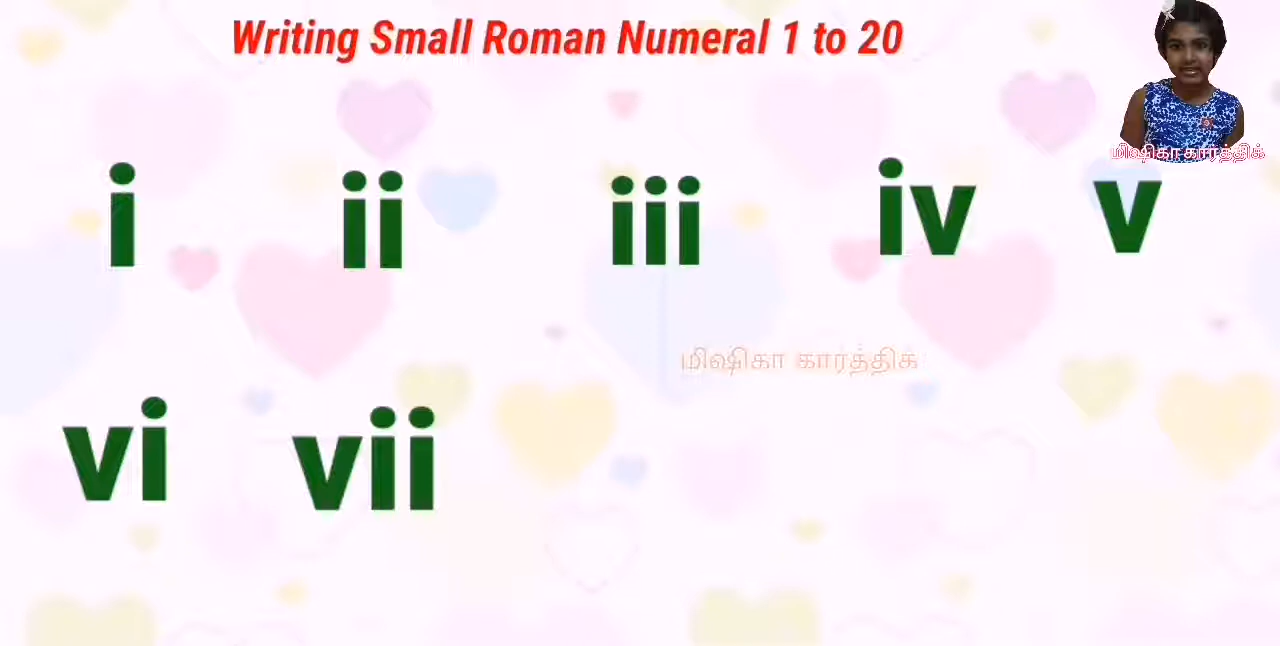 Writing Small Roman Numeral 1 to 20
மிஷிகா கார்த்திக்
i ii iii iv v
மிஷிகா கார்த்திக்
vi vii